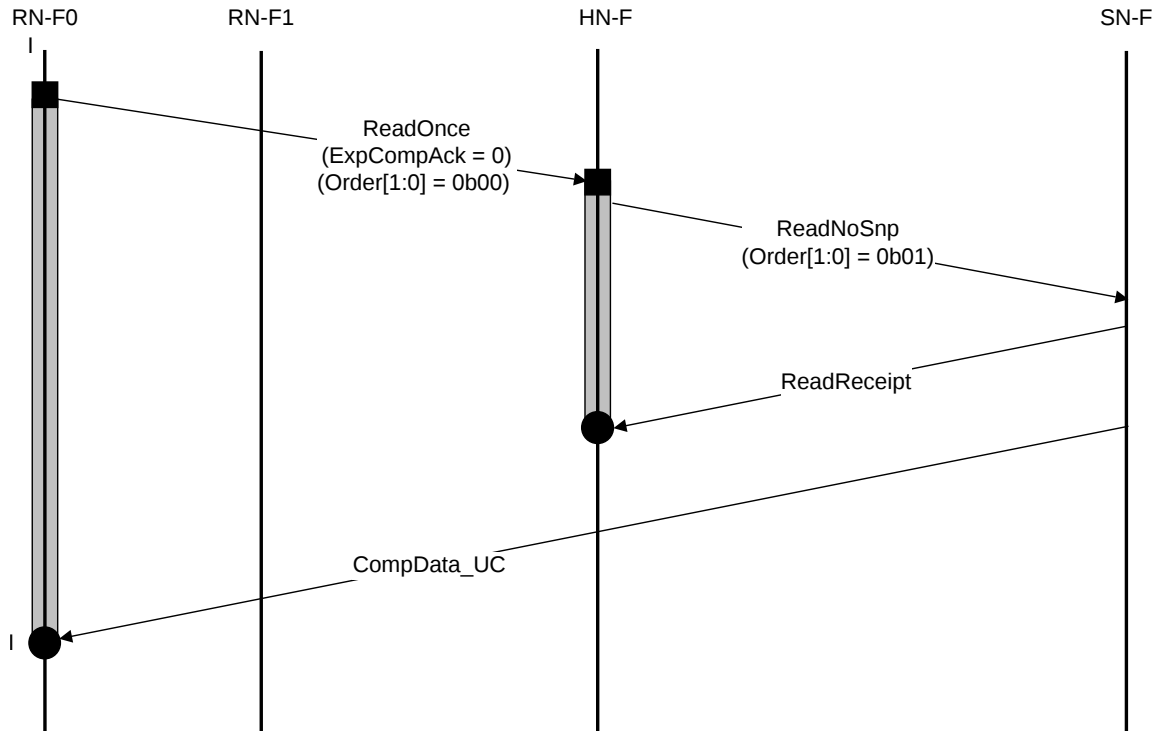 RN-F0
RN-F1
HN-F
SN-F
I
ReadOnce
(ExpCompAck = 0)
(Order[1:0] = 0b00)
ReadNoSnp
(Order[1:0] = 0b01)
ReadReceipt
CompData_UC
I